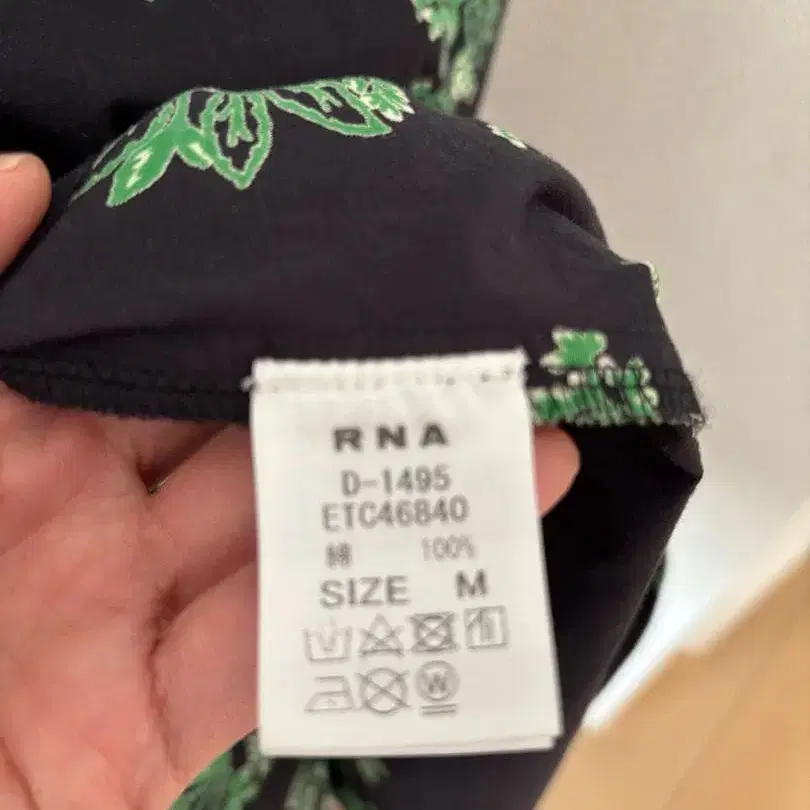 RNA
D-1495
ETC46840
綿 100%
SIZE M
W